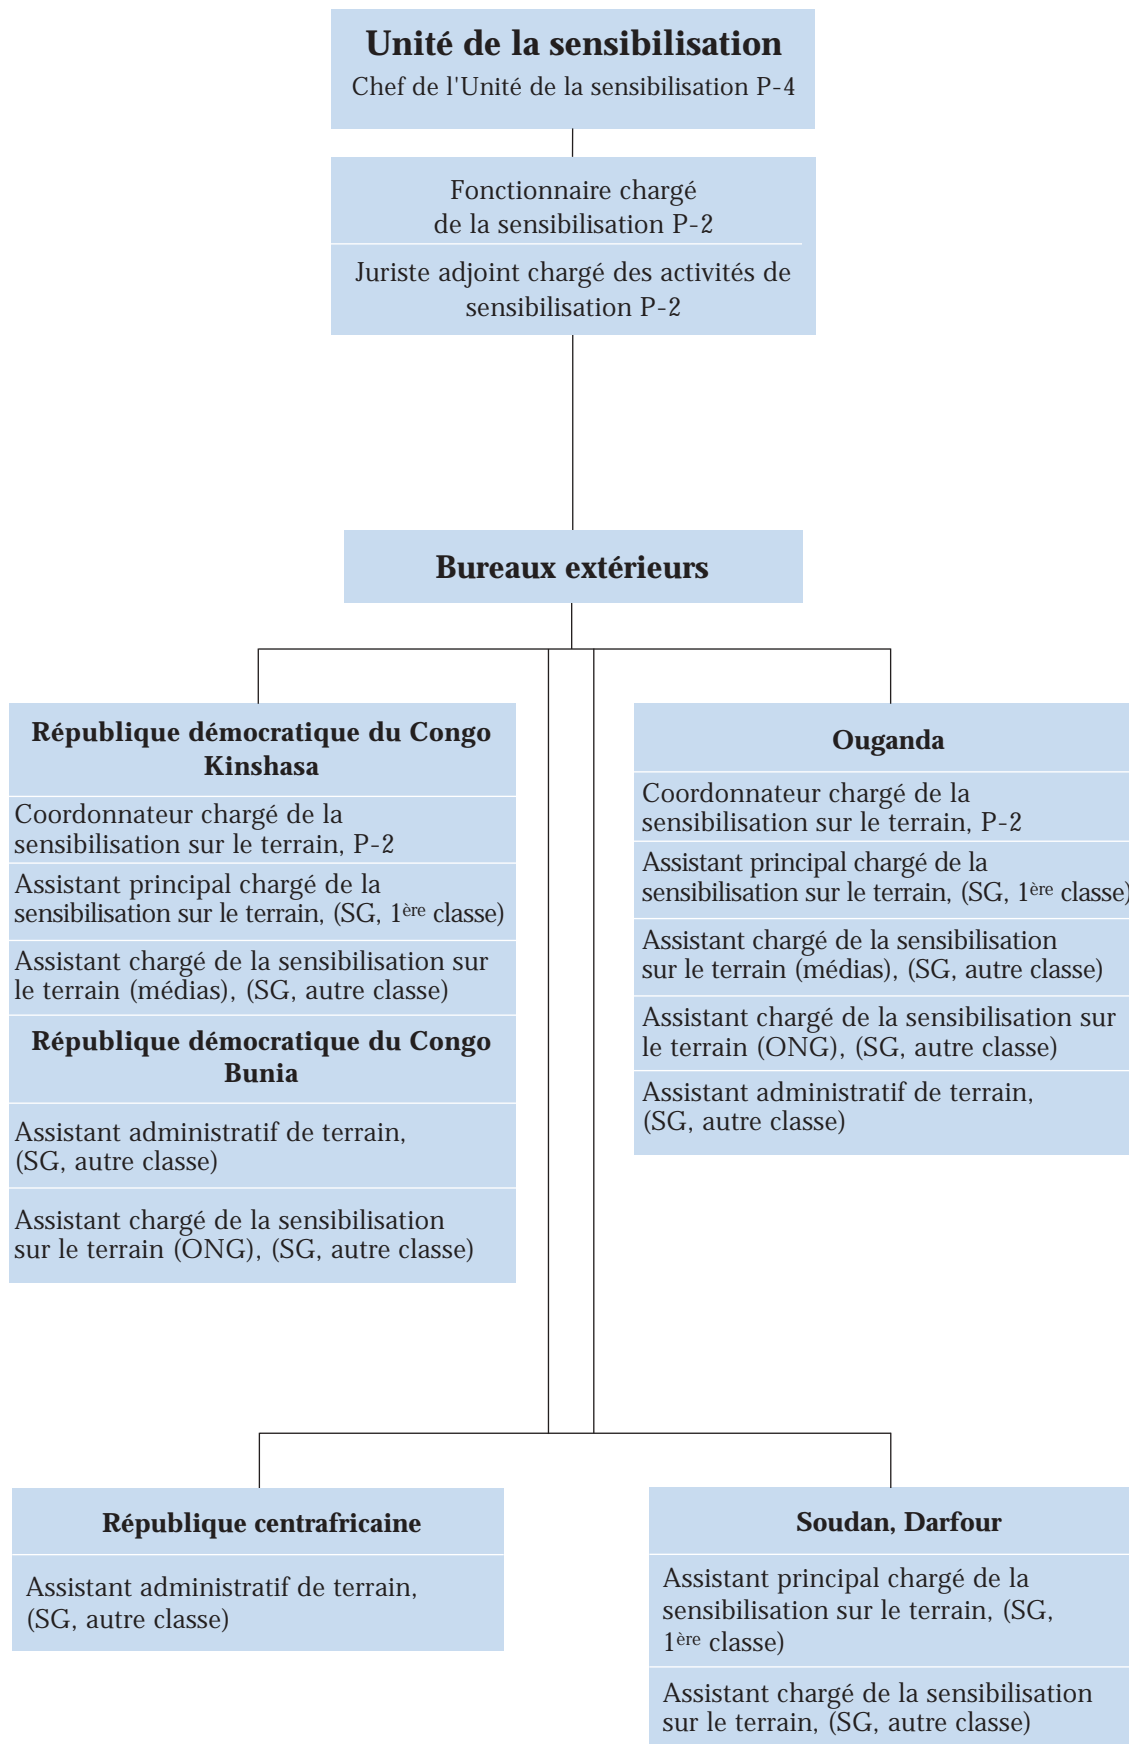 Unité de la sensibilisation
Chef de l'Unité de la sensibilisation P-4
Fonctionnaire chargé
de la sensibilisation P-2
Juriste adjoint chargé des activités de
sensibilisation P-2
Bureaux extérieurs
République démocratique du Congo
Kinshasa
Coordonnateur chargé de la
sensibilisation sur le terrain, P-2
Assistant principal chargé de la
sensibilisation sur le terrain, (SG, 1ère classe)
Assistant chargé de la sensibilisation sur
le terrain (médias), (SG, autre classe)
République démocratique du Congo
Bunia
Assistant administratif de terrain,
(SG, autre classe)
Assistant chargé de la sensibilisation
sur le terrain (ONG), (SG, autre classe)
Ouganda
Coordonnateur chargé de la
sensibilisation sur le terrain, P-2
Assistant principal chargé de la
sensibilisation sur le terrain, (SG, 1ère classe)
Assistant chargé de la sensibilisation
sur le terrain (médias), (SG, autre classe)
Assistant chargé de la sensibilisation sur
le terrain (ONG), (SG, autre classe)
Assistant administratif de terrain,
(SG, autre classe)
République centrafricaine
Assistant administratif de terrain,
(SG, autre classe)
Soudan, Darfour
Assistant principal chargé de la
sensibilisation sur le terrain, (SG,
1ère classe)
Assistant chargé de la sensibilisation
sur le terrain, (SG, autre classe)